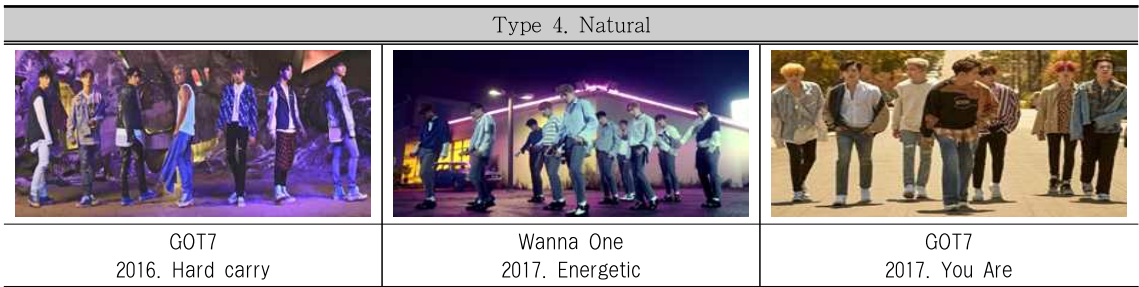 Type 4. Natural
GOT7
2016. Hard carry
Wanna One
2017. Energetic
GOT7
2017. You Are